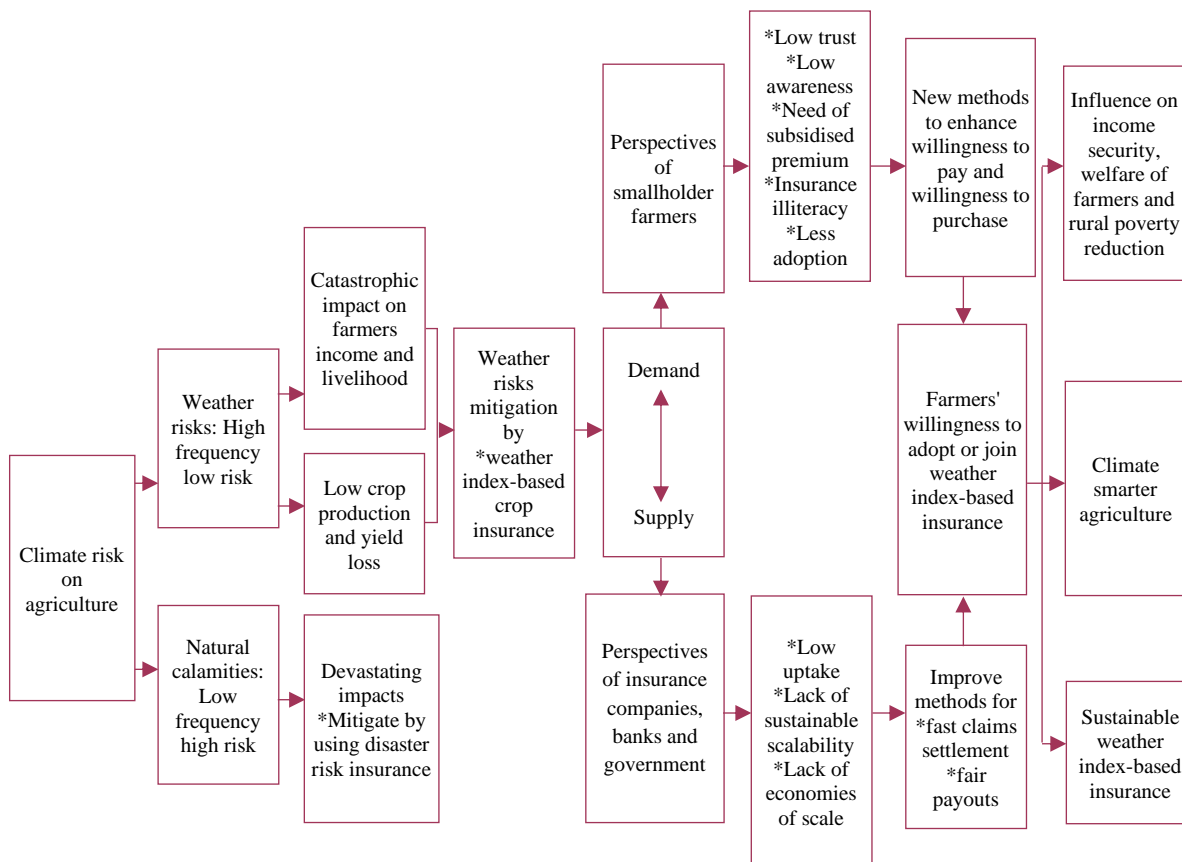 Climate risk
on
agriculture
Weather
risks: High
frequency
low risk
Natural
calamities:
Low
frequency
high risk
Catastrophic
impact on
farmers
income and
livelihood
Low crop
production
and yield
loss
Devastating
impacts
*Mitigate by
using disaster
risk insurance
Weather
risks
mitigation
by
*weather
index-based
crop
insurance
Demand
Supply
Perspectives
of
smallholder
farmers
*Low trust
*Low
awareness
*Need of
subsidised
premium
*Insurance
illiteracy
*Less
adoption
New methods
to enhance
willingness to
pay and
willingness to
purchase
Perspectives
of insurance
companies,
banks and
government
*Low
uptake
*Lack of
sustainable
scalability
*Lack of
economies
of scale
Improve
methods for
*fast claims
settlement
*fair
payouts
Farmers'
willingness to
adopt or join
weather
index-based
insurance
Influence on
income
security,
welfare of
farmers and
rural poverty
reduction
Climate
smarter
agriculture
Sustainable
weather
index-based
insurance